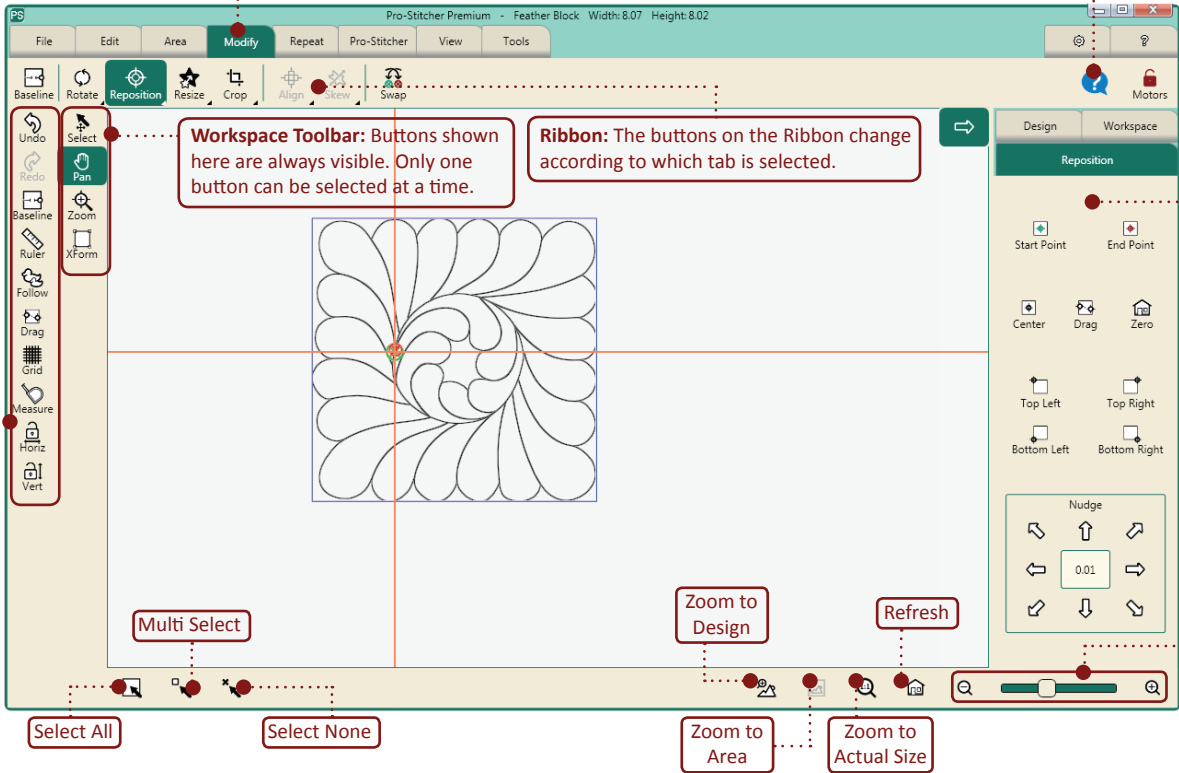 PS
Pro-Stitcher Premium - Feather Block Width: 8.07 Height: 8.02
File Edit Area Modify Repeat Pro-Stitcher View Tools ?
Baseline Rotate Reposition Resize Crop Align Skew Swap ? Motors
Undo
Redo
Baseline
Ruler
Follow
Drag
Grid
Measure
Horiz
Vert
Select
Pan
Zoom
XForm
Workspace Toolbar: Buttons shown
here are always visible. Only one
button can be selected at a time.
Ribbon: The buttons on the Ribbon change
according to which tab is selected.
Design Workspace
Reposition
Start Point End Point
Center Drag Zero
Top Left Top Right
Bottom Left Bottom Right
Nudge
0.01
Multi Select
Zoom to
Design
Refresh
1:1
Select All
Select None
Zoom to
Area
Zoom to
Actual Size